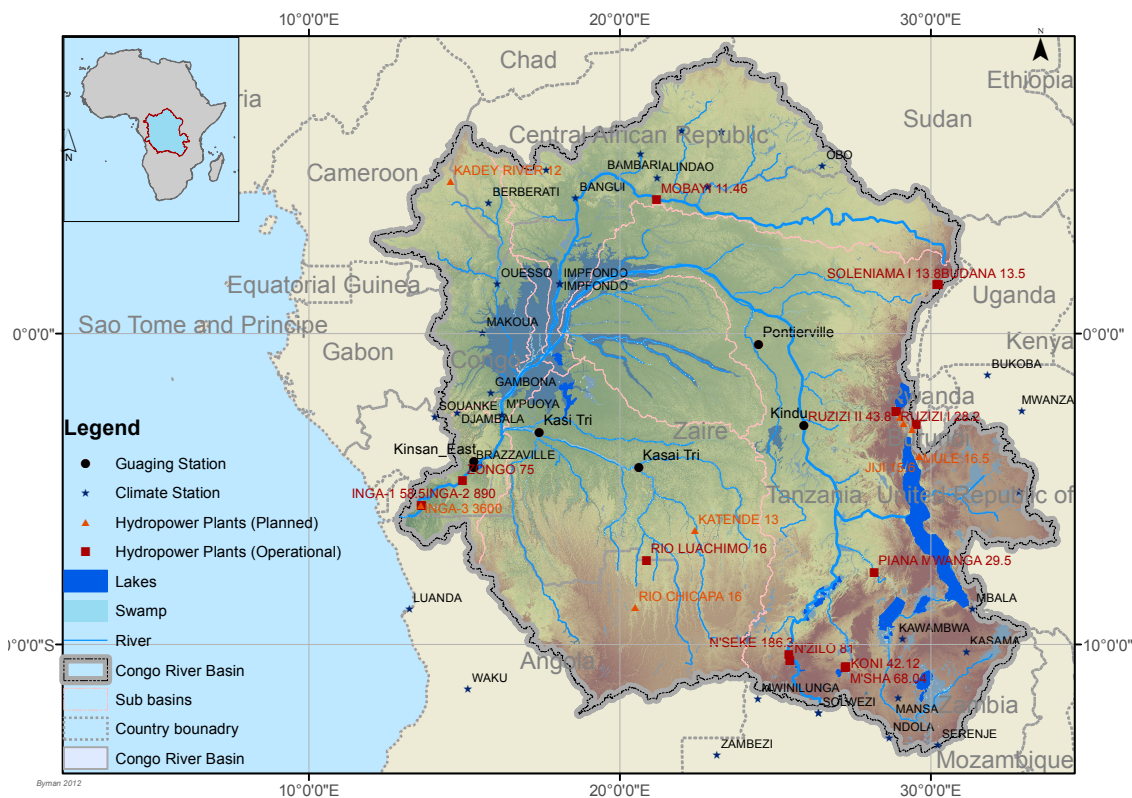 10°0'0"E 20°0'0"E 30°0'0"E
N
N
Chad
Ethiopia
ria
Sudan
Central African Republic
Cameroon
KADEY RIVER 12
BAMBARI
ALINDAO
OBO
BERBERATI
BANGUI
MOBAYI 11.46
OUESSO
IMPFONDO
IMPFONDO
SOLENIAMA I 13.8
BUDANA 13.5
Equatorial Guinea
Uganda
Sao Tome and Principe
0°0'0"
0°0'0"
MAKOUA
Pontierville
Kenya
Gabon
Congo
BUKOBA
GAMBONA
MWANZA
SOUANKE
M'PUOYA
DJAMBALA
Kasi Tri
Kindu
RUZIZI II 43.8
RUZIZI I 28.2
Zaire
Legend
Guaging Station
Climate Station
Hydropower Plants (Planned)
Hydropower Plants (Operational)
Lakes
Swamp
River
Congo River Basin
Sub basins
Country bounadry
Congo River Basin
Kinsan_East
BRAZZAVILLE
ZONGO 75
Kasai Tri
MULE 16.5
INGA-2 890
INGA-3 3600
Tanzania, United Republic of
KATENDE 13
RIO LUACHIMO 16
PIANA MWANGA 29.5
RIO CHICAPA 16
LUANDA
MBALA
KAWAMBWA
KASAMA
N'SEKE 186.3
N'ZILO 81
KONI 42.12
M'SHA 68.04
Angola
WAKU
MWINILUNGA
SOLWEZI
MANSA
Zambia
NDOLA
SERENJE
ZAMBEZI
Mozambique
10°0'0"S
Byman 2012
10°0'0"E 20°0'0"E 30°0'0"E